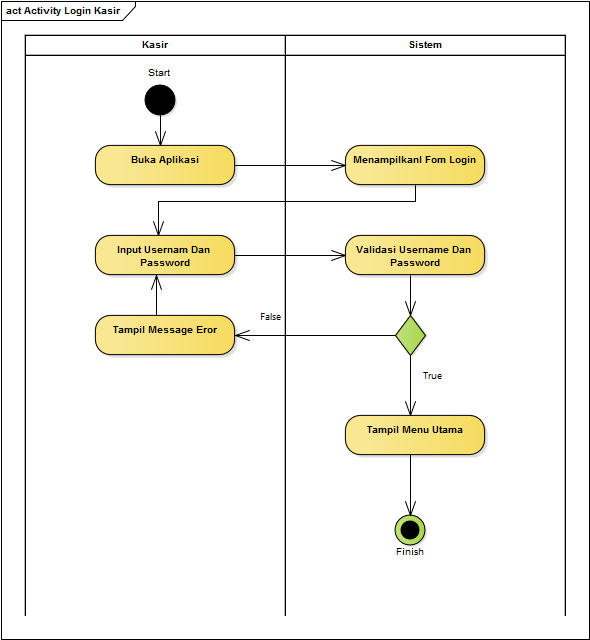 act Activity Login Kasir
Kasir
Sistem
Start
Buka Aplikasi
Menampilkanl Fom Login
Input Usernam Dan
Password
Validasi Username Dan
Password
False
Tampil Message Eror
True
Tampil Menu Utama
Finish